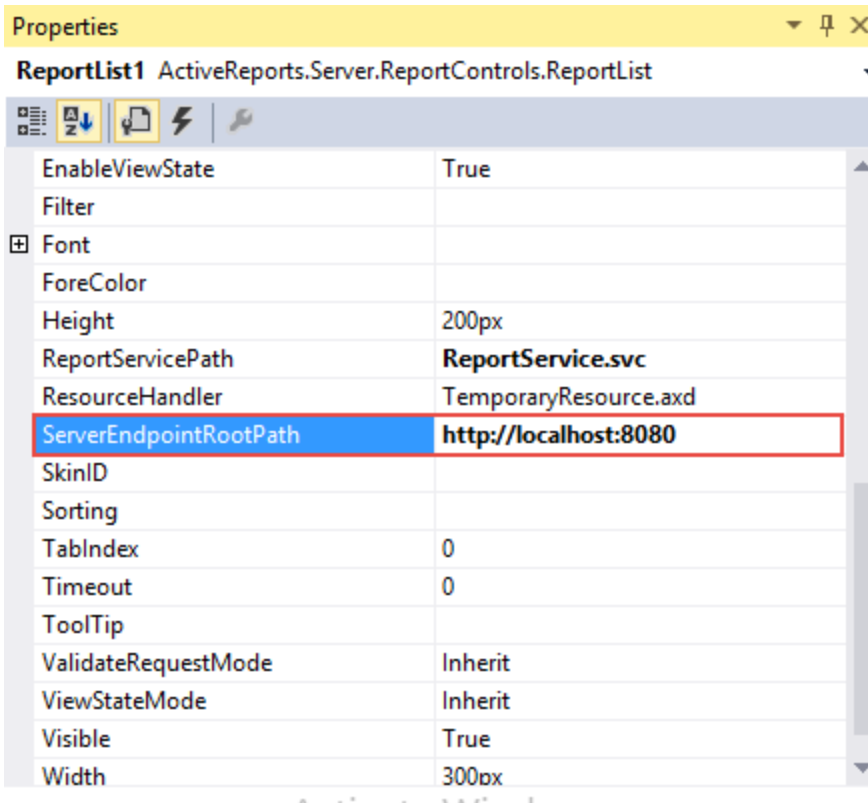 Properties
ReportList1 ActiveReports.Server.ReportControls.ReportList
EnableViewState True
Filter
Font
ForeColor
Height 200px
ReportServicePath ReportService.svc
ResourceHandler TemporaryResource.axd
ServerEndpointRootPath http://localhost:8080
SkinID
Sorting
TabIndex 0
Timeout 0
ToolTip
ValidateRequestMode Inherit
ViewStateMode Inherit
Visible True
Width 300px